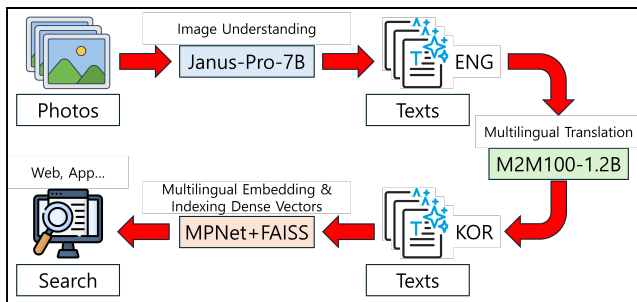 Image Understanding
Janus-Pro-7B
ENG
Photos
Texts
Multilingual Translation
M2M100-1.2B
Web, App...
Multilingual Embedding &
Indexing Dense Vectors
MPNet+FAISS
KOR
Search
Texts